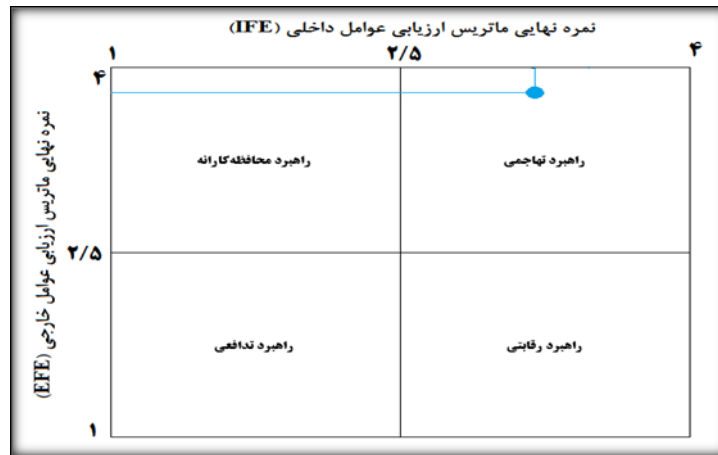 نمره نهایی ماتریس ارزیابی عوامل داخلی (IFE)
۱ ۲/۵ ۴
۴
نمره نهایی ماتریس ارزیابی عوامل خارجی (EFE)
راهبرد تهاجمی
راهبرد محافظه‌کارانه
۲/۵
راهبرد رقابتی
راهبرد تدافعی
۱